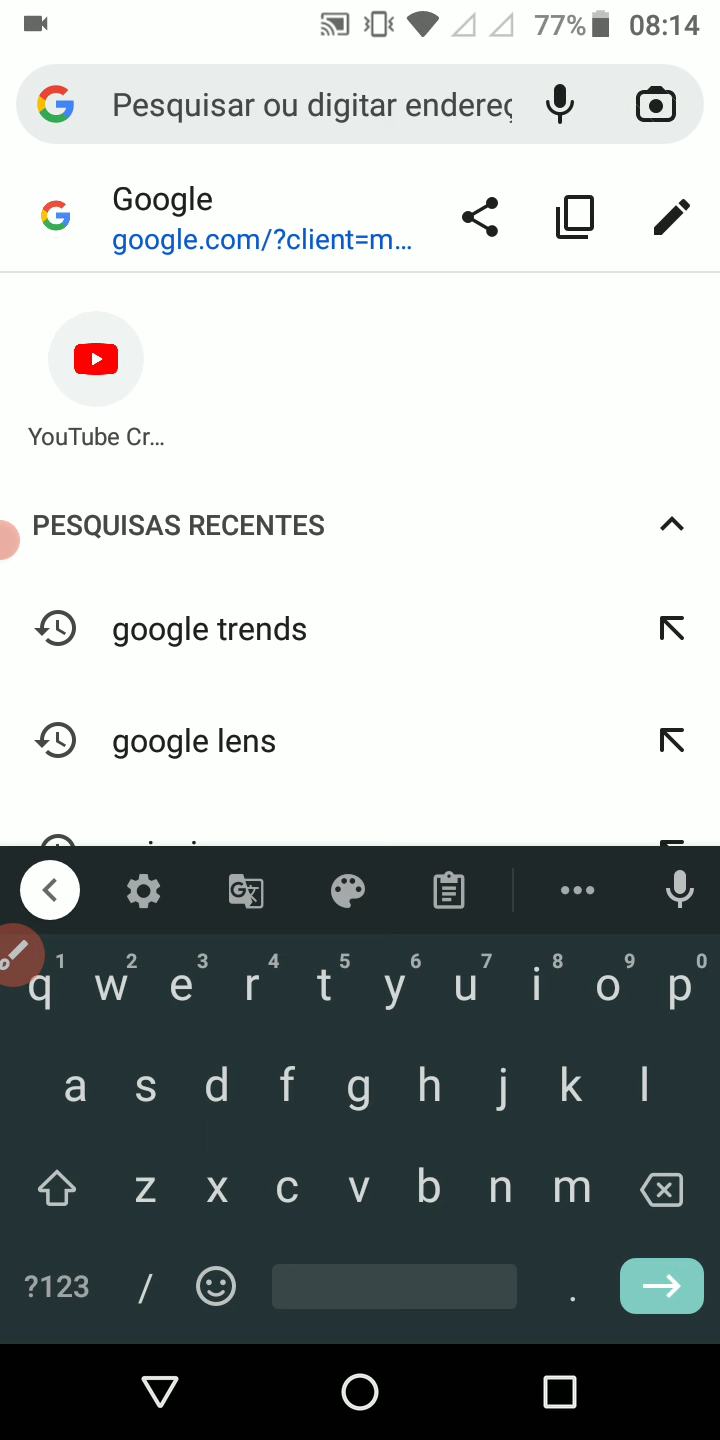 77% 08:14
Pesquisar ou digitar endereç
Google
google.com/?client=m...
YouTube Cr...
PESQUISAS RECENTES
google trends
google lens
1 2 3 4 5 6 7 8 9 0
q w e r t y u i o p
a s d f g h j k l
z x c v b n m
?123 / .